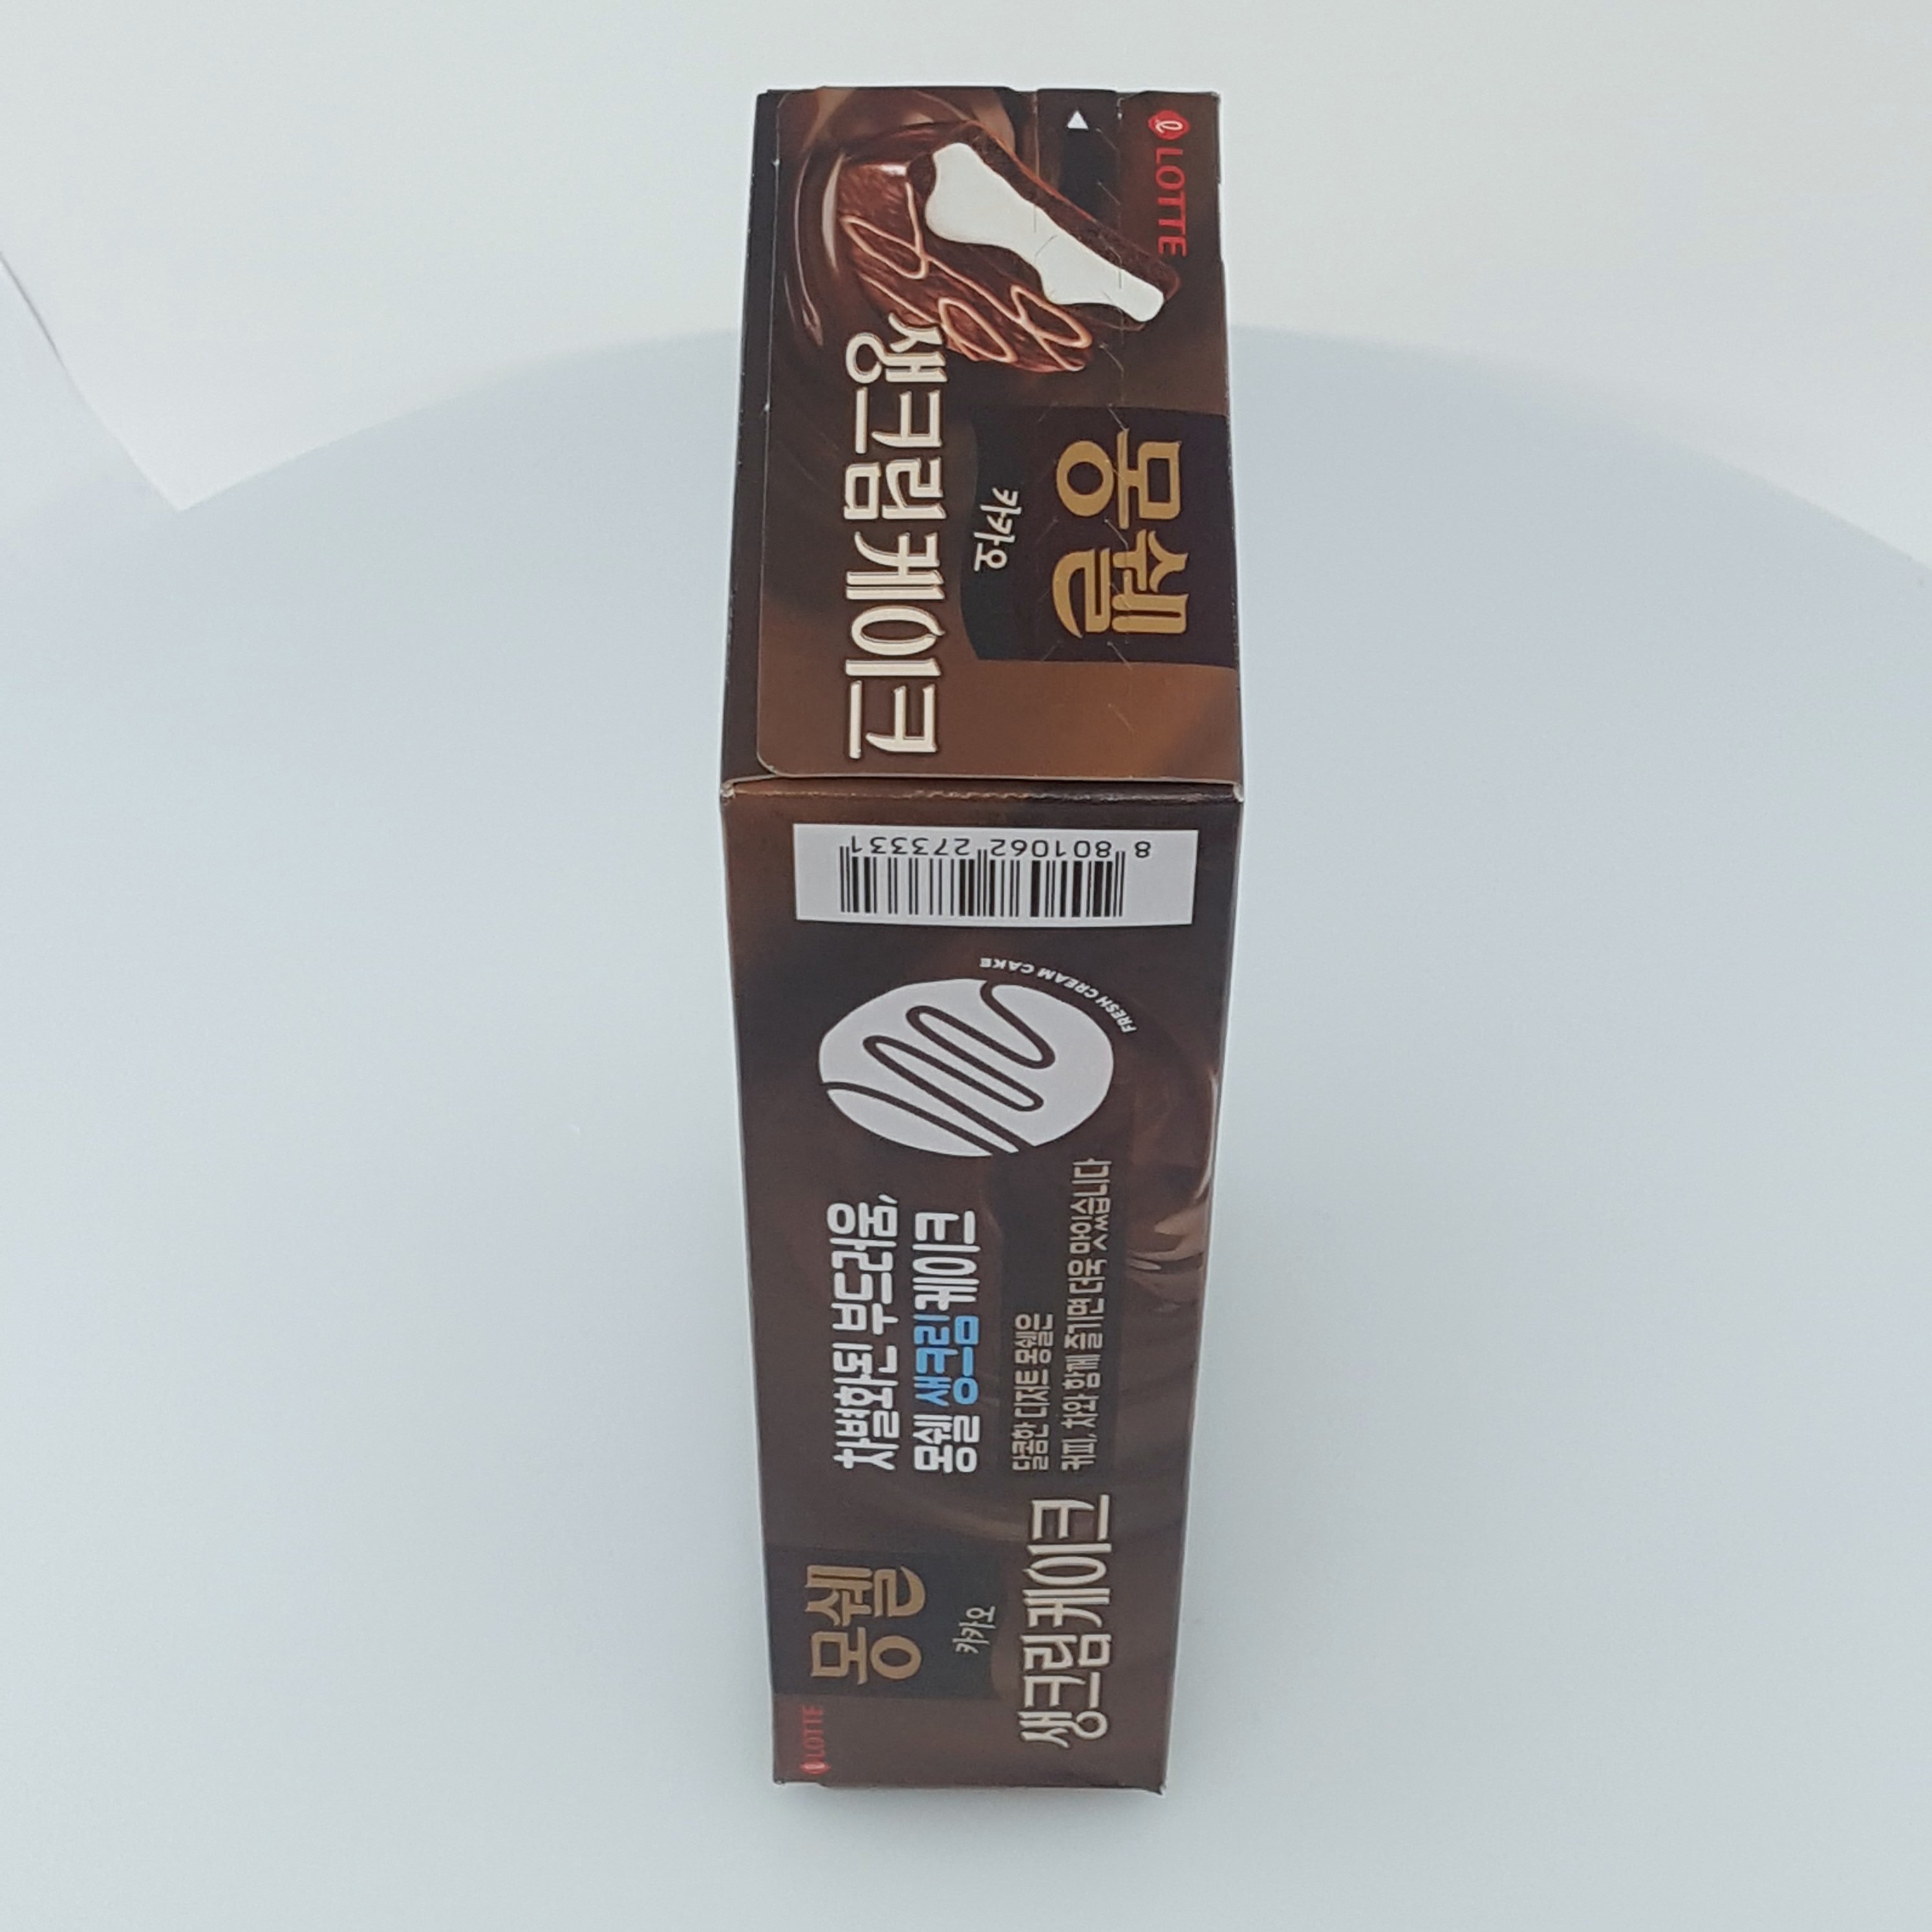 LOTTE
몽쉘
카카오
생크림케이크
8 801062 273331
FRESH CREAM CAKE
차별화된 부드러움,
몽쉘 생크림케이크
달콤한 디저트 몽쉘은
커피, 차와 함께 즐기면 더욱 맛있습니다
LOTTE
몽쉘
카카오
생크림케이크